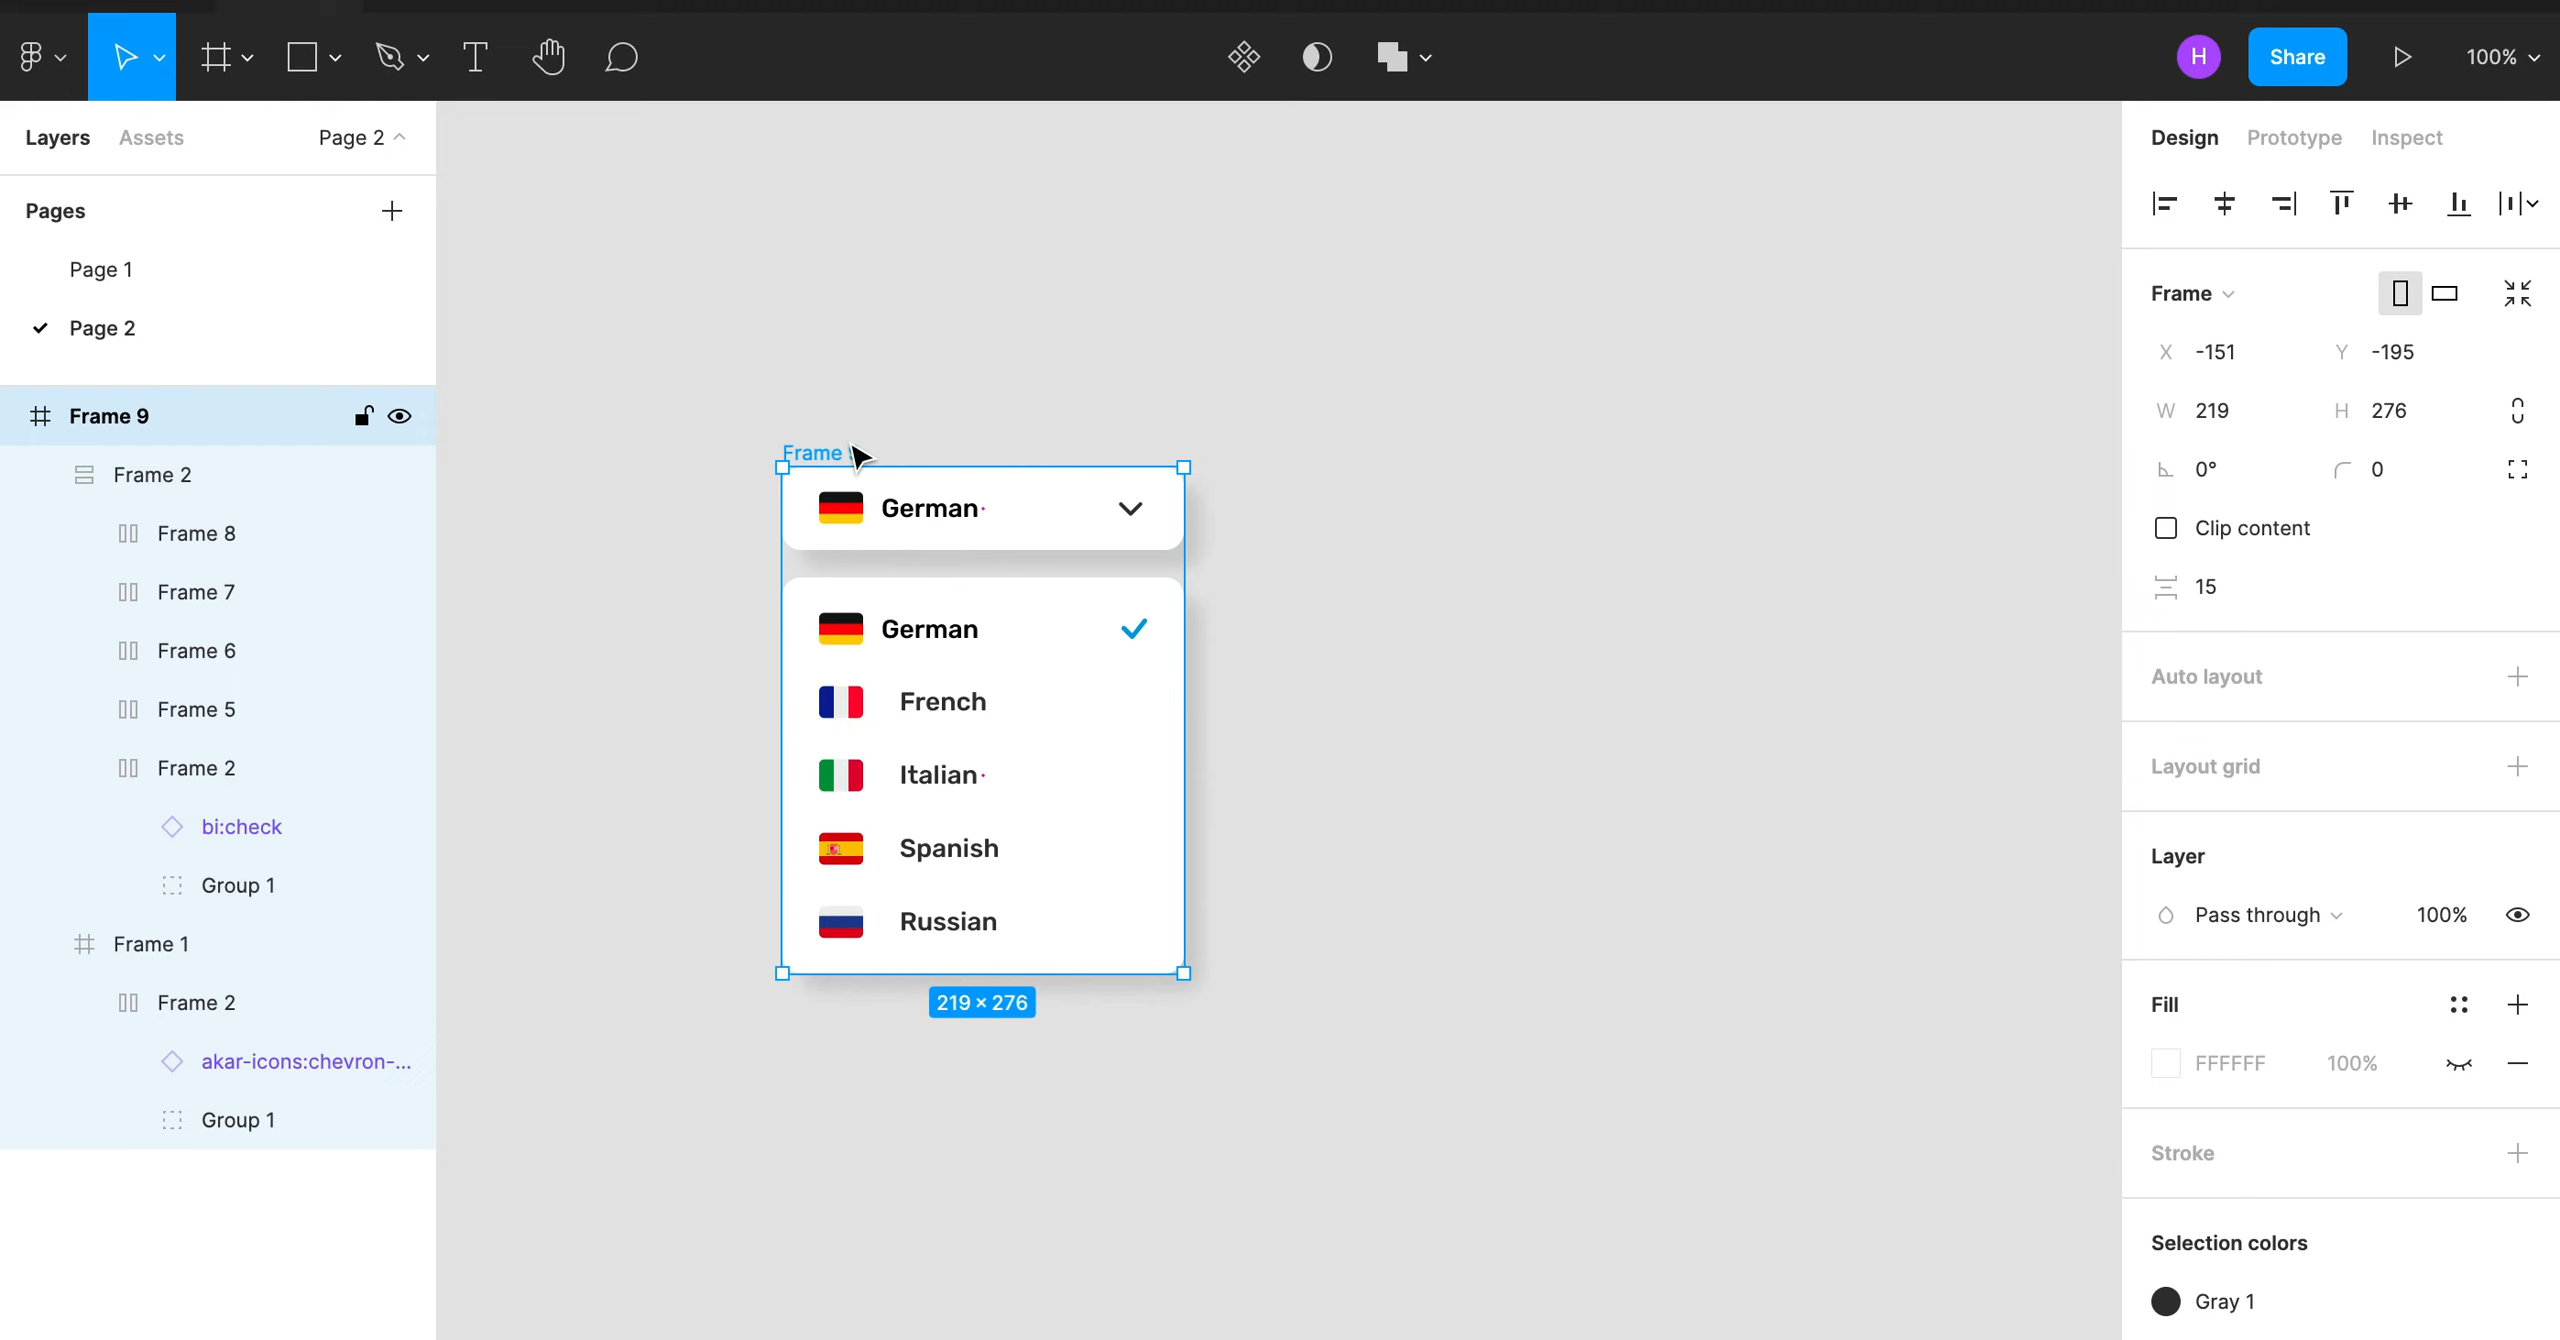 H
Share
100%
Layers
Assets
Page 2
Pages
Page 1
Page 2
Frame 9
Frame 2
Frame 8
Frame 7
Frame 6
Frame 5
Frame 2
bi:check
Group 1
Frame 1
Frame 2
akar-icons:chevron-...
Group 1
Frame
German
German
French
Italian
Spanish
Russian
219 × 276
Design
Prototype
Inspect
Frame
X -151
Y -195
W 219
H 276
0°
0
Clip content
15
Auto layout
Layout grid
Layer
Pass through
100%
Fill
FFFFFF
100%
Stroke
Selection colors
Gray 1